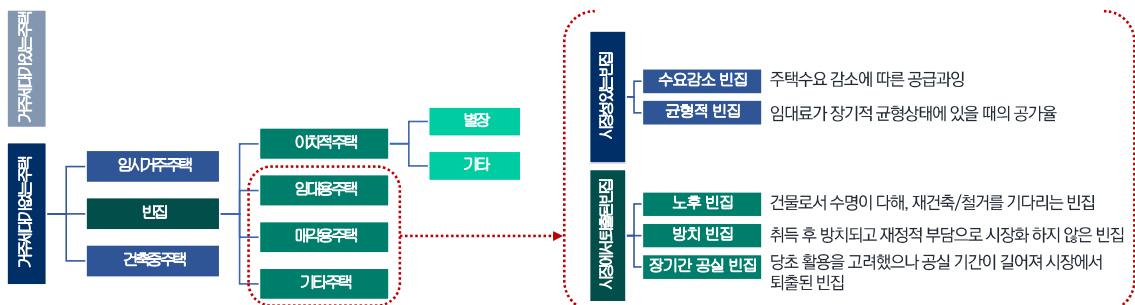 거주세대가있는주택
거주세대가없는주택
임시거주주택
빈집
건축중주택
이차적주택
임대용주택
매각용주택
기타주택
별장
기타
시장성있는빈집
수요감소 빈집
주택수요 감소에 따른 공급과잉
균형적 빈집
임대료가 장기적 균형상태에 있을 때의 공가율
시장에서퇴출된빈집
노후 빈집
건물로서 수명이 다해, 재건축/철거를 기다리는 빈집
방치 빈집
취득 후 방치되고 재정적 부담으로 시장화 하지 않은 빈집
장기간 공실 빈집
당초 활용을 고려했으나 공실 기간이 길어져 시장에서
퇴출된 빈집